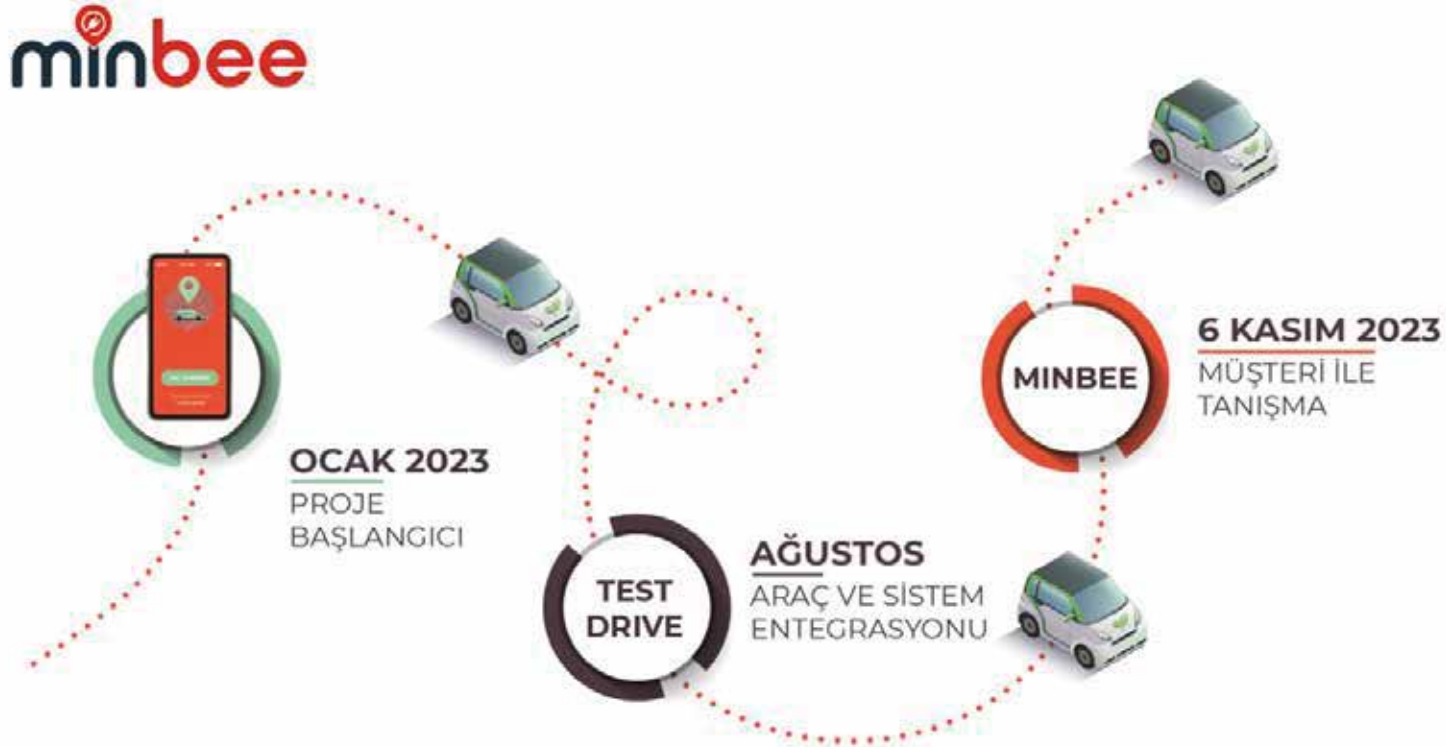 minbee
OCAK 2023
PROJE
BAŞLANGICI
TEST
DRIVE
AĞUSTOS
ARAÇ VE SİSTEM
ENTEGRASYONU
MINBEE
6 KASIM 2023
MÜŞTERİ İLE
TANIŞMA